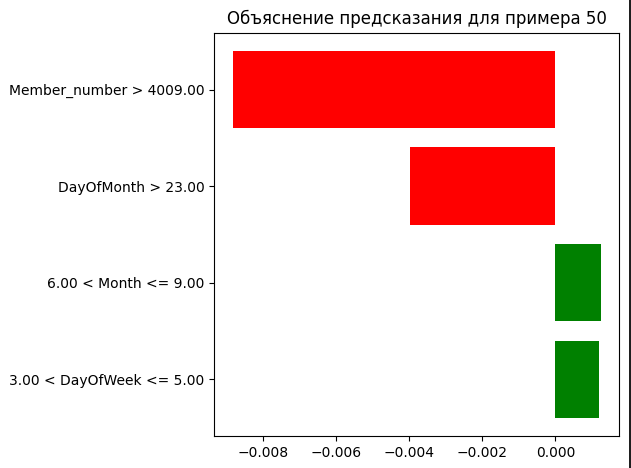 Объяснение предсказания для примера 50
Member_number > 4009.00
DayOfMonth > 23.00
6.00 < Month <= 9.00
3.00 < DayOfWeek <= 5.00
−0.008 −0.006 −0.004 −0.002 0.000